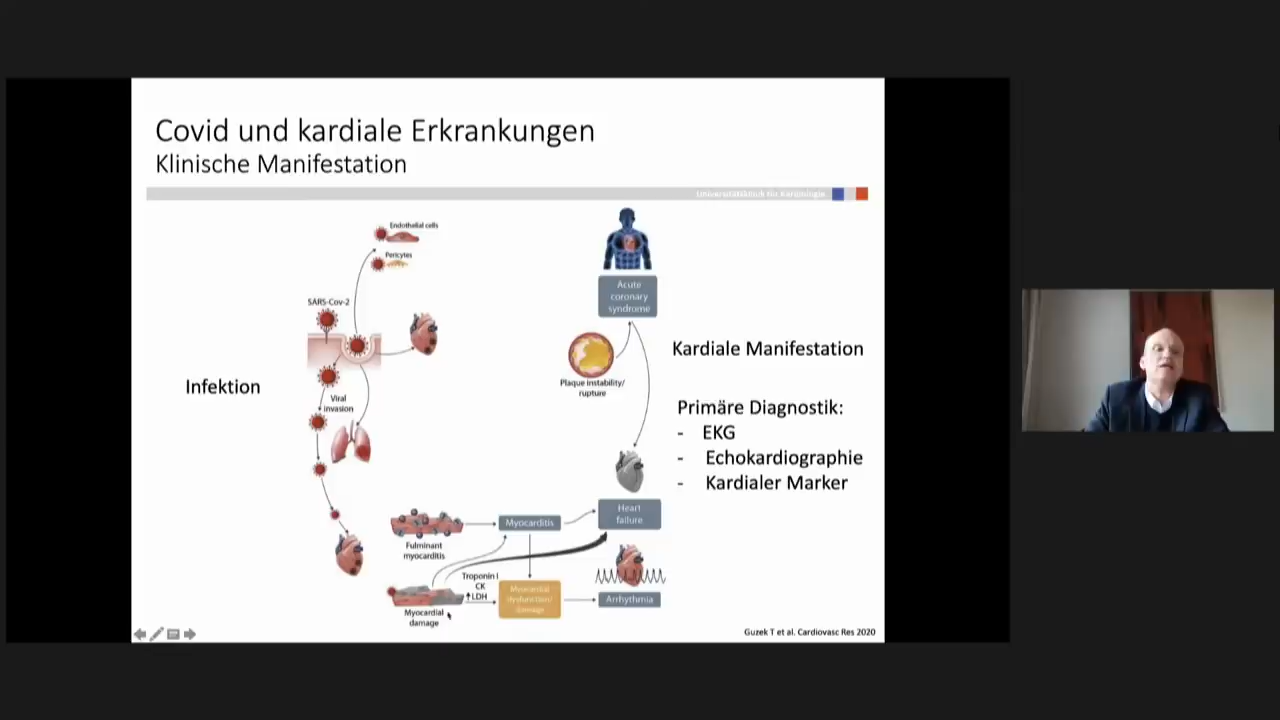 Covid und kardiale Erkrankungen
Klinische Manifestation
Universitätsklinik für Kardiologie
Endothelial cells
Pericytes
SARS-Cov-2
Viral
invasion
Infektion
Acute
coronary
syndrome
Plaque instability/
rupture
Kardiale Manifestation
Primäre Diagnostik:
- EKG
- Echokardiographie
- Kardialer Marker
Fulminant
myocarditis
Myocarditis
Heart
failure
Troponin I
CK
LDH
Myocardial
damage
Myocardial
dysfunction/
damage
Arrhythmia
Guzek T et al. Cardiovasc Res 2020